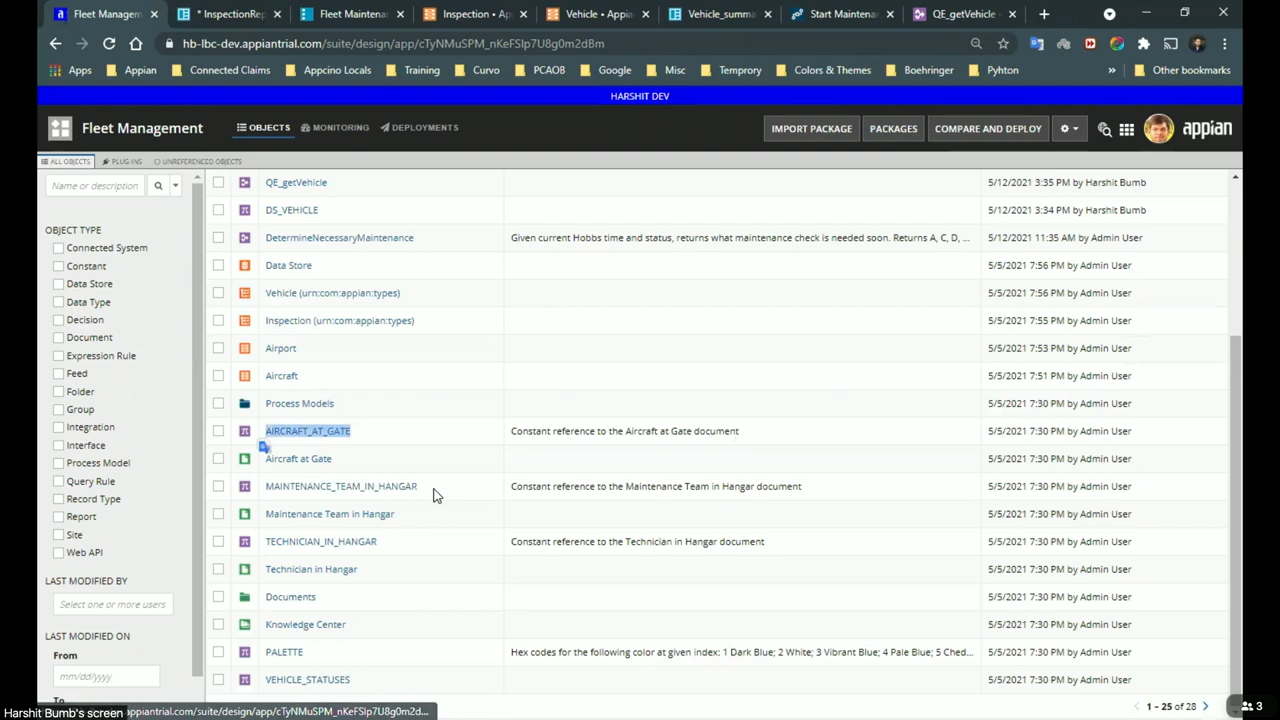 Fleet Managem
* InspectionRep
Fleet Maintenan
Inspection • Ap
Vehicle • Appia
Vehicle_summa
Start Maintenan
QE_getVehicle
hb-lbc-dev.appiantrial.com/suite/design/app/cTyNMuSPM_nKeFSlp7U8g0m2dBm
Apps
Appian
Connected Claims
Appcino Locals
Training
Curvo
PCAOB
Google
Misc
Temprory
Colors & Themes
Boehringer
Pyhton
»
Other bookmarks
HARSHIT DEV
Fleet Management
OBJECTS
MONITORING
DEPLOYMENTS
IMPORT PACKAGE
PACKAGES
COMPARE AND DEPLOY
appian
ALL OBJECTS
PLUG-INS
UNREFERENCED OBJECTS
Name or description
OBJECT TYPE
Connected System
Constant
Data Store
Data Type
Decision
Document
Expression Rule
Feed
Folder
Group
Integration
Interface
Process Model
Query Rule
Record Type
Report
Site
Web API
LAST MODIFIED BY
Select one or more users
LAST MODIFIED ON
From
mm/dd/yyyy
To
QE_getVehicle 5/12/2021 3:35 PM by Harshit Bumb
DS_VEHICLE 5/12/2021 3:34 PM by Harshit Bumb
DetermineNecessaryMaintenance Given current Hobbs time and status, returns what maintenance check is needed soon. Returns A, C, D, ... 5/12/2021 11:35 AM by Admin User
Data Store 5/5/2021 7:56 PM by Admin User
Vehicle (urn:com:appian:types) 5/5/2021 7:56 PM by Admin User
Inspection (urn:com:appian:types) 5/5/2021 7:55 PM by Admin User
Airport 5/5/2021 7:53 PM by Admin User
Aircraft 5/5/2021 7:51 PM by Admin User
Process Models 5/5/2021 7:30 PM by Admin User
AIRCRAFT_AT_GATE Constant reference to the Aircraft at Gate document 5/5/2021 7:30 PM by Admin User
Aircraft at Gate 5/5/2021 7:30 PM by Admin User
MAINTENANCE_TEAM_IN_HANGAR Constant reference to the Maintenance Team in Hangar document 5/5/2021 7:30 PM by Admin User
Maintenance Team in Hangar 5/5/2021 7:30 PM by Admin User
TECHNICIAN_IN_HANGAR Constant reference to the Technician in Hangar document 5/5/2021 7:30 PM by Admin User
Technician in Hangar 5/5/2021 7:30 PM by Admin User
Documents 5/5/2021 7:30 PM by Admin User
Knowledge Center 5/5/2021 7:30 PM by Admin User
PALETTE Hex codes for the following color at given index: 1 Dark Blue; 2 White; 3 Vibrant Blue; 4 Pale Blue; 5 Ched... 5/5/2021 7:30 PM by Admin User
VEHICLE_STATUSES 5/5/2021 7:30 PM by Admin User
1 - 25 of 28
3
Harshit Bumb's screen
appiantrial.com/suite/design/app/cTyNMuSPM_nKeFSlp7U8g0m2d...